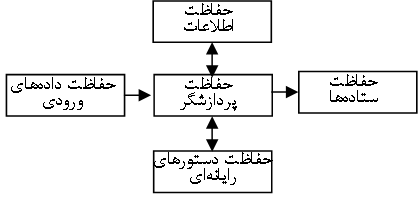 حفاظت
اطلاعات
حفاظت داده‌های
ورودی
حفاظت
پردازشگر
حفاظت
ستاده‌ها
حفاظت دستورهای
رایانه‌ای